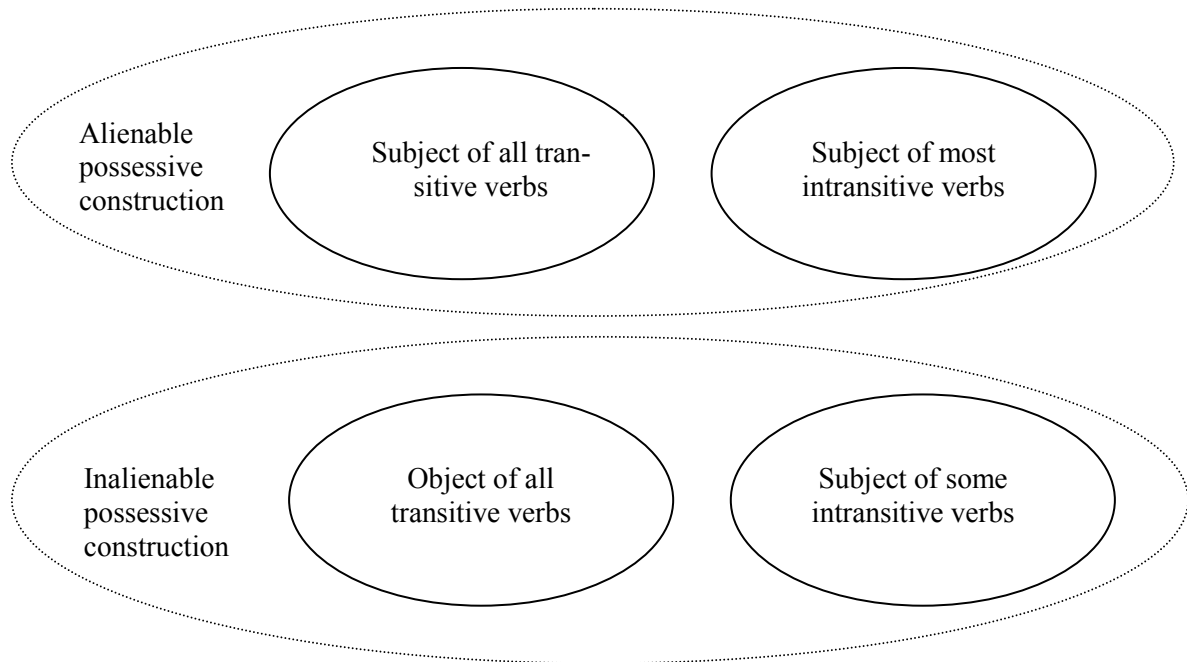 Alienable
possessive
construction
Subject of all tran-
sitive verbs
Subject of most
intransitive verbs
Inalienable
possessive
construction
Object of all
transitive verbs
Subject of some
intransitive verbs